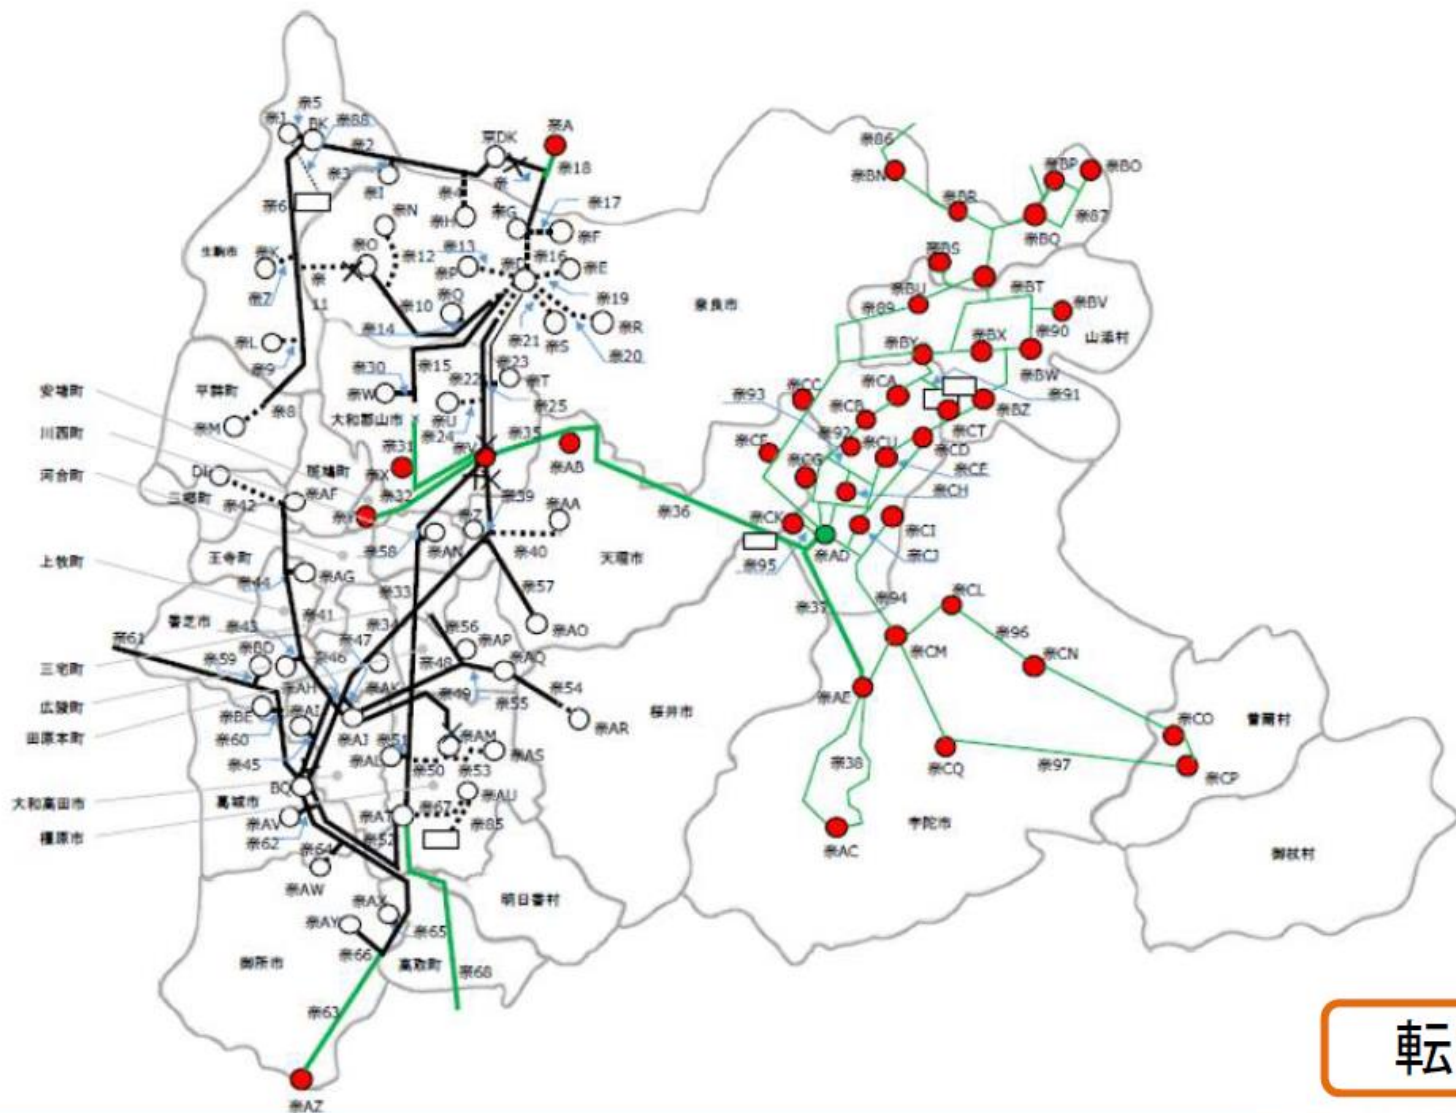 奈5
奈J
BK
奈88
奈2
奈DK
奈A
奈18
奈3
奈I
奈4
奈
奈6
奈N
奈H
奈G
奈17
奈F
生駒市
奈K
奈O
奈12
奈13
奈P
奈16
奈E
奈7
奈
11
奈10
奈Q
奈19
奈14
奈21
奈S
奈R
奈20
奈L
奈9
奈15
奈23
奈30
奈22
奈T
奈W
奈25
平群町
奈8
奈M
大和郡山市
奈U
奈24
奈35
奈31
奈V
奈X
奈AB
奈良市
安堵町
川西町
河合町
斑鳩町
三郷町
奈42
奈AF
奈32
奈39
奈AA
奈Z
奈58
奈AN
奈40
奈36
天理市
王寺町
上牧町
奈44
奈AG
奈33
奈57
奈41
奈34
奈AO
香芝市
奈43
奈61
奈47
奈56
奈AP
奈AQ
奈59
奈BD
奈46
奈48
三宅町
奈AH
奈AK
奈49
奈54
奈55
奈AR
広陵町
奈BE
奈AI
奈60
奈AJ
奈51
奈AM
田原本町
奈45
奈AL
奈50
奈53
奈AS
桜井市
BQ
大和高田市
葛城市
奈AU
奈AV
奈AT
奈67
奈85
奈62
橿原市
奈64
奈52
奈AW
明日香村
奈AX
奈AY
奈65
奈66
高取町
御所市
奈68
奈63
奈AZ
奈86
奈BN
奈BP
奈BO
奈BR
奈87
奈BQ
奈BS
奈BU
奈BT
奈89
奈BV
山添村
奈BY
奈BX
奈90
奈BW
奈93
奈CC
奈CA
奈91
奈BZ
奈CB
奈CT
奈92
奈CU
奈CD
奈CF
奈CE
奈CG
奈CH
奈CK
奈CI
奈AD
奈CJ
奈95
奈37
奈94
奈CL
奈CM
奈96
奈CN
奈AE
奈CO
曽爾村
奈38
奈CQ
奈97
奈CP
宇陀市
奈AC
御杖村
転